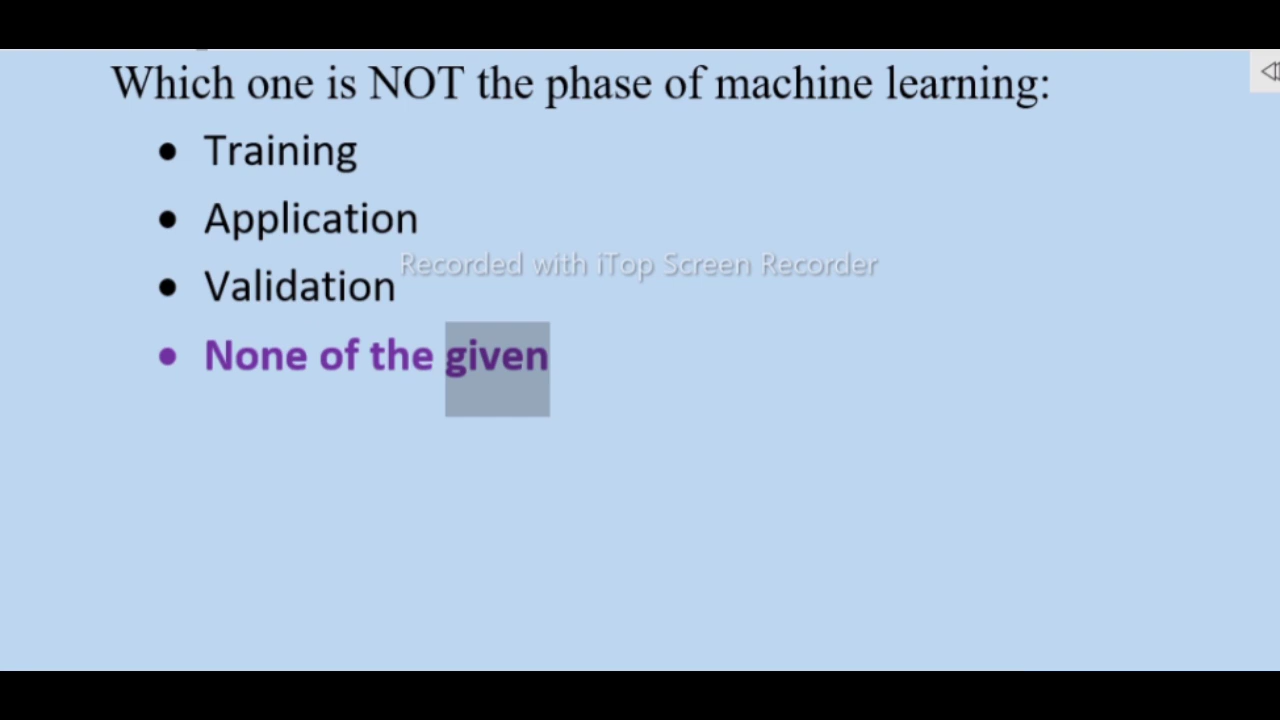 Which one is NOT the phase of machine learning:
• Training
• Application
Recorded with iTop Screen Recorder
• Validation
• None of the given